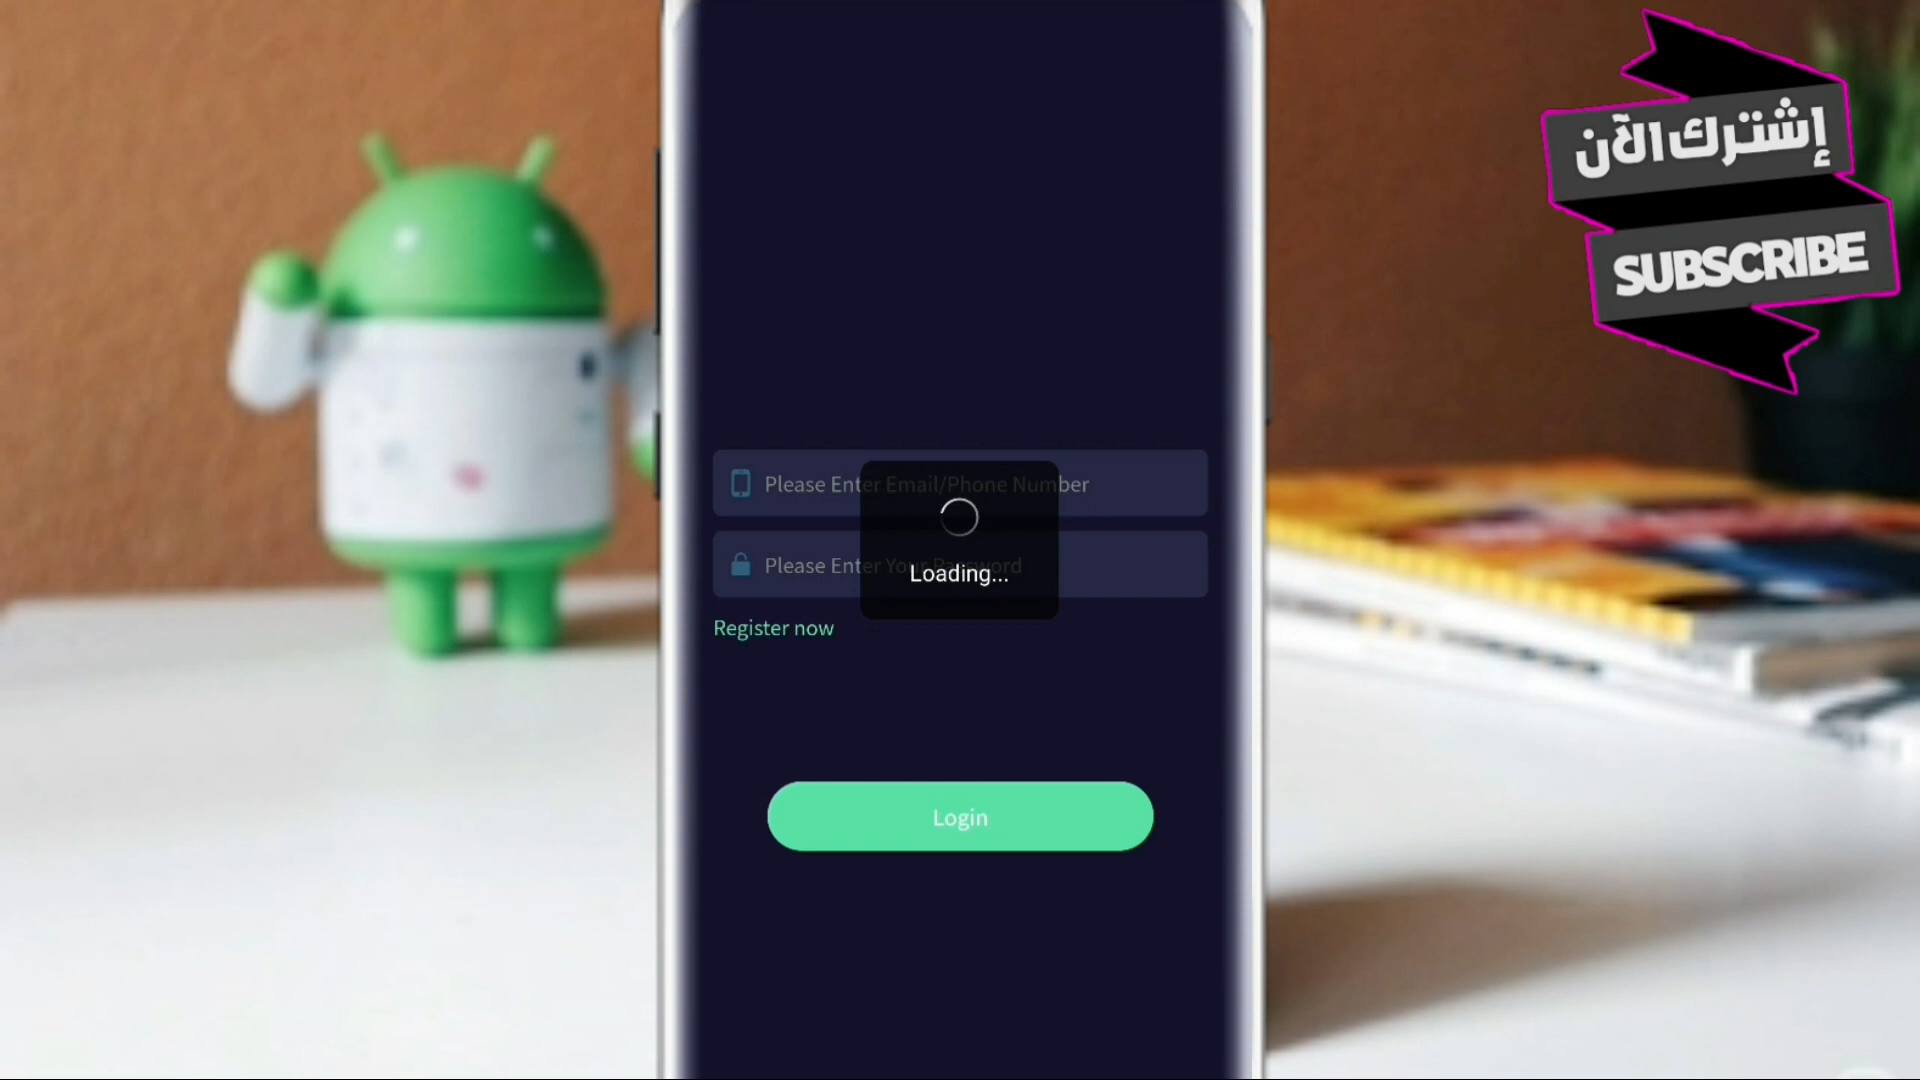 إشترك الآن
SUBSCRIBE
Please Enter Email/Phone Number
Please Enter Your Password
Loading...
Register now
Login